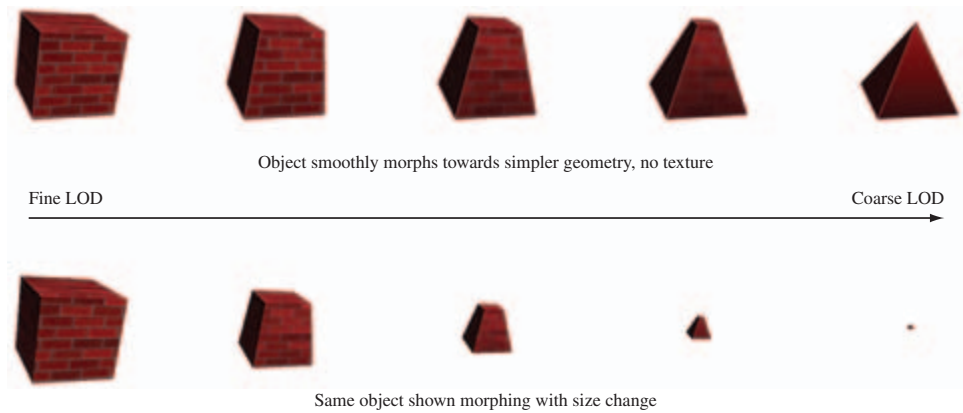 Object smoothly morphs towards simpler geometry, no texture
Fine LOD
Coarse LOD
Same object shown morphing with size change